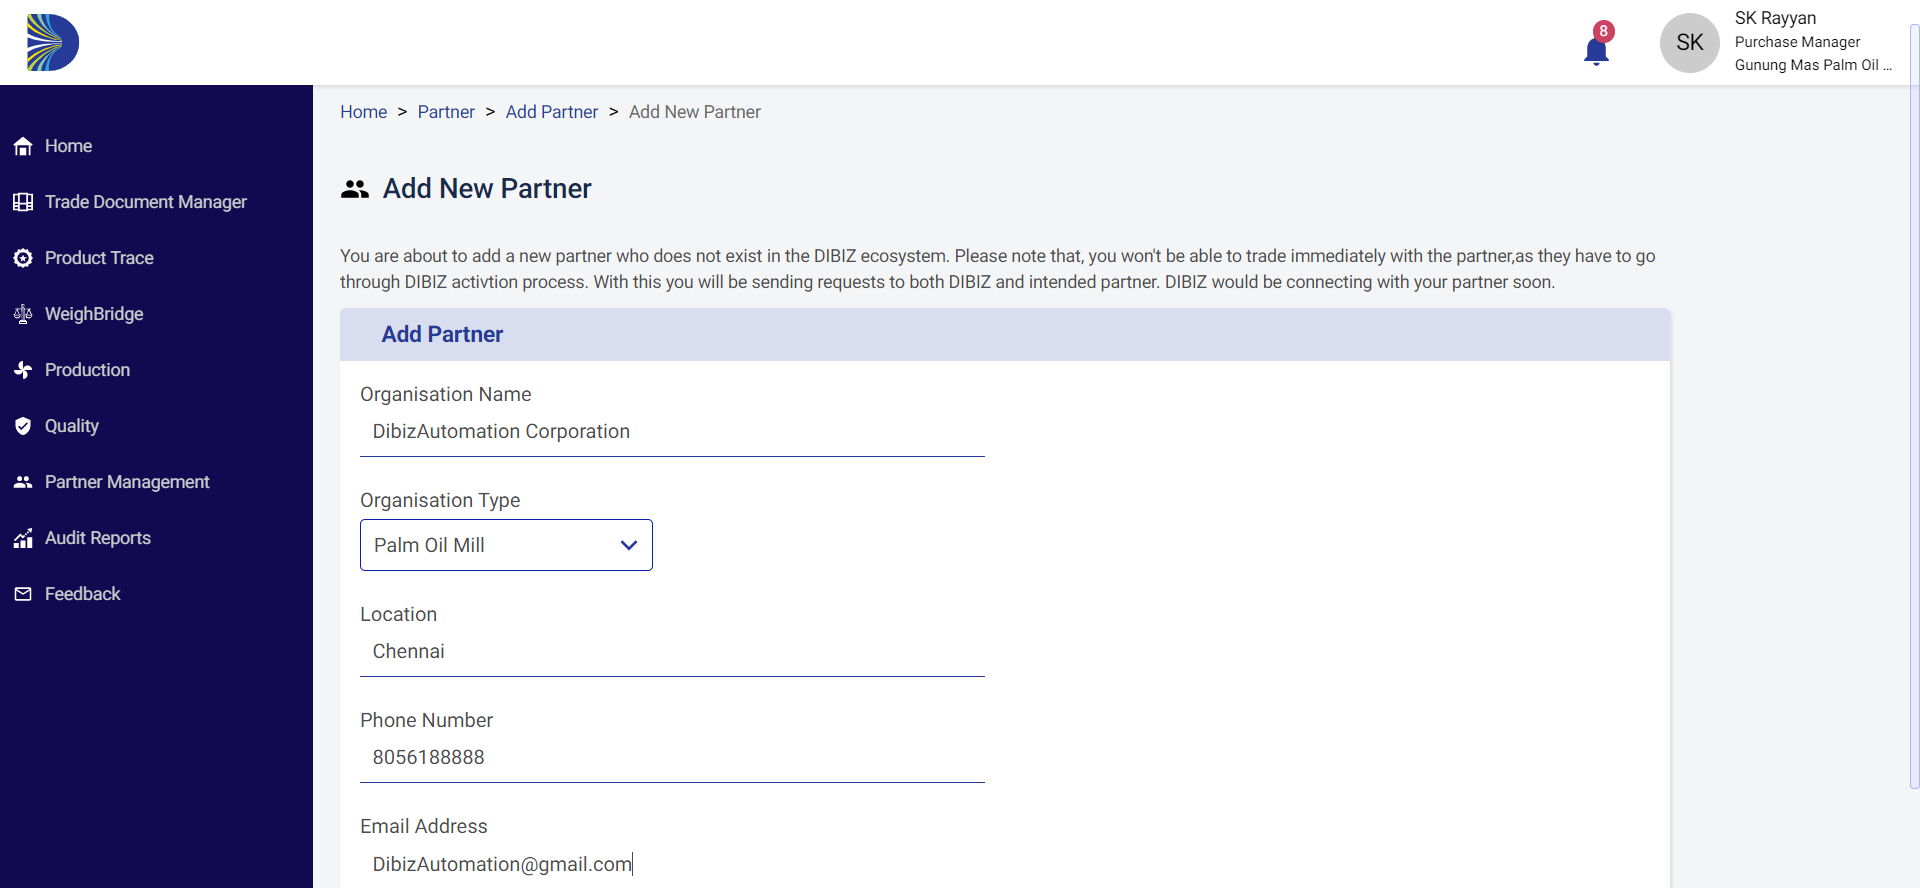 8
SK
SK Rayyan
Purchase Manager
Gunung Mas Palm Oil ...
Home > Partner > Add Partner > Add New Partner
Home
Trade Document Manager
Product Trace
WeighBridge
Production
Quality
Partner Management
Audit Reports
Feedback
Add New Partner
You are about to add a new partner who does not exist in the DIBIZ ecosystem. Please note that, you won't be able to trade immediately with the partner,as they have to go
through DIBIZ activtion process. With this you will be sending requests to both DIBIZ and intended partner. DIBIZ would be connecting with your partner soon.
Add Partner
Organisation Name
DibizAutomation Corporation
Organisation Type
Palm Oil Mill
Location
Chennai
Phone Number
8056188888
Email Address
DibizAutomation@gmail.com